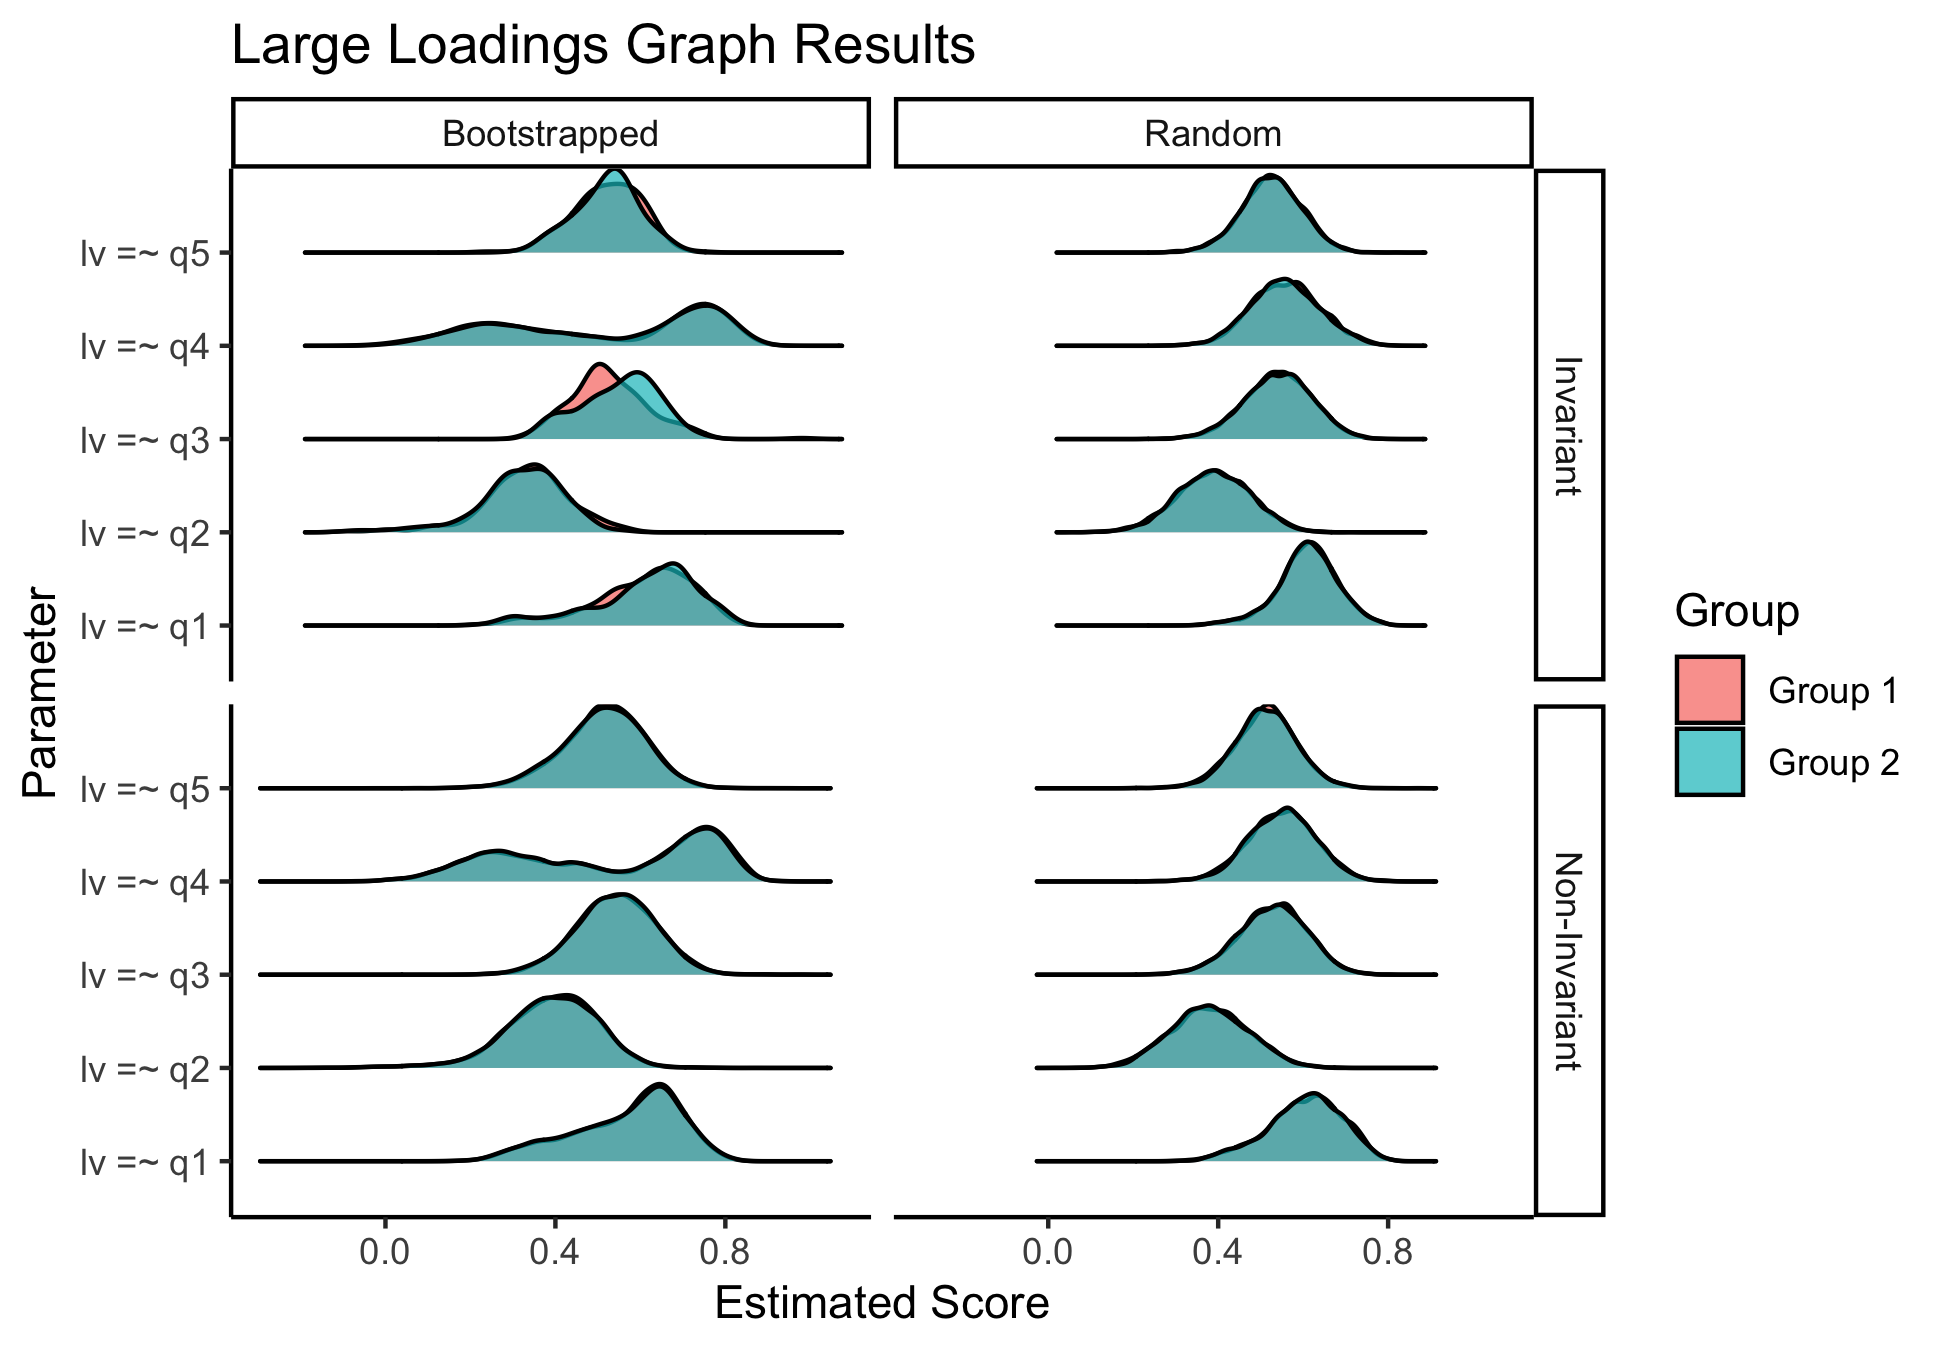 Large Loadings Graph Results
Bootstrapped
Random
lv =~ q5
lv =~ q4
lv =~ q3
lv =~ q2
lv =~ q1
Invariant
lv =~ q5
lv =~ q4
lv =~ q3
lv =~ q2
lv =~ q1
Non-Invariant
Parameter
0.0 0.4 0.8
0.0 0.4 0.8
Estimated Score
Group
Group 1
Group 2